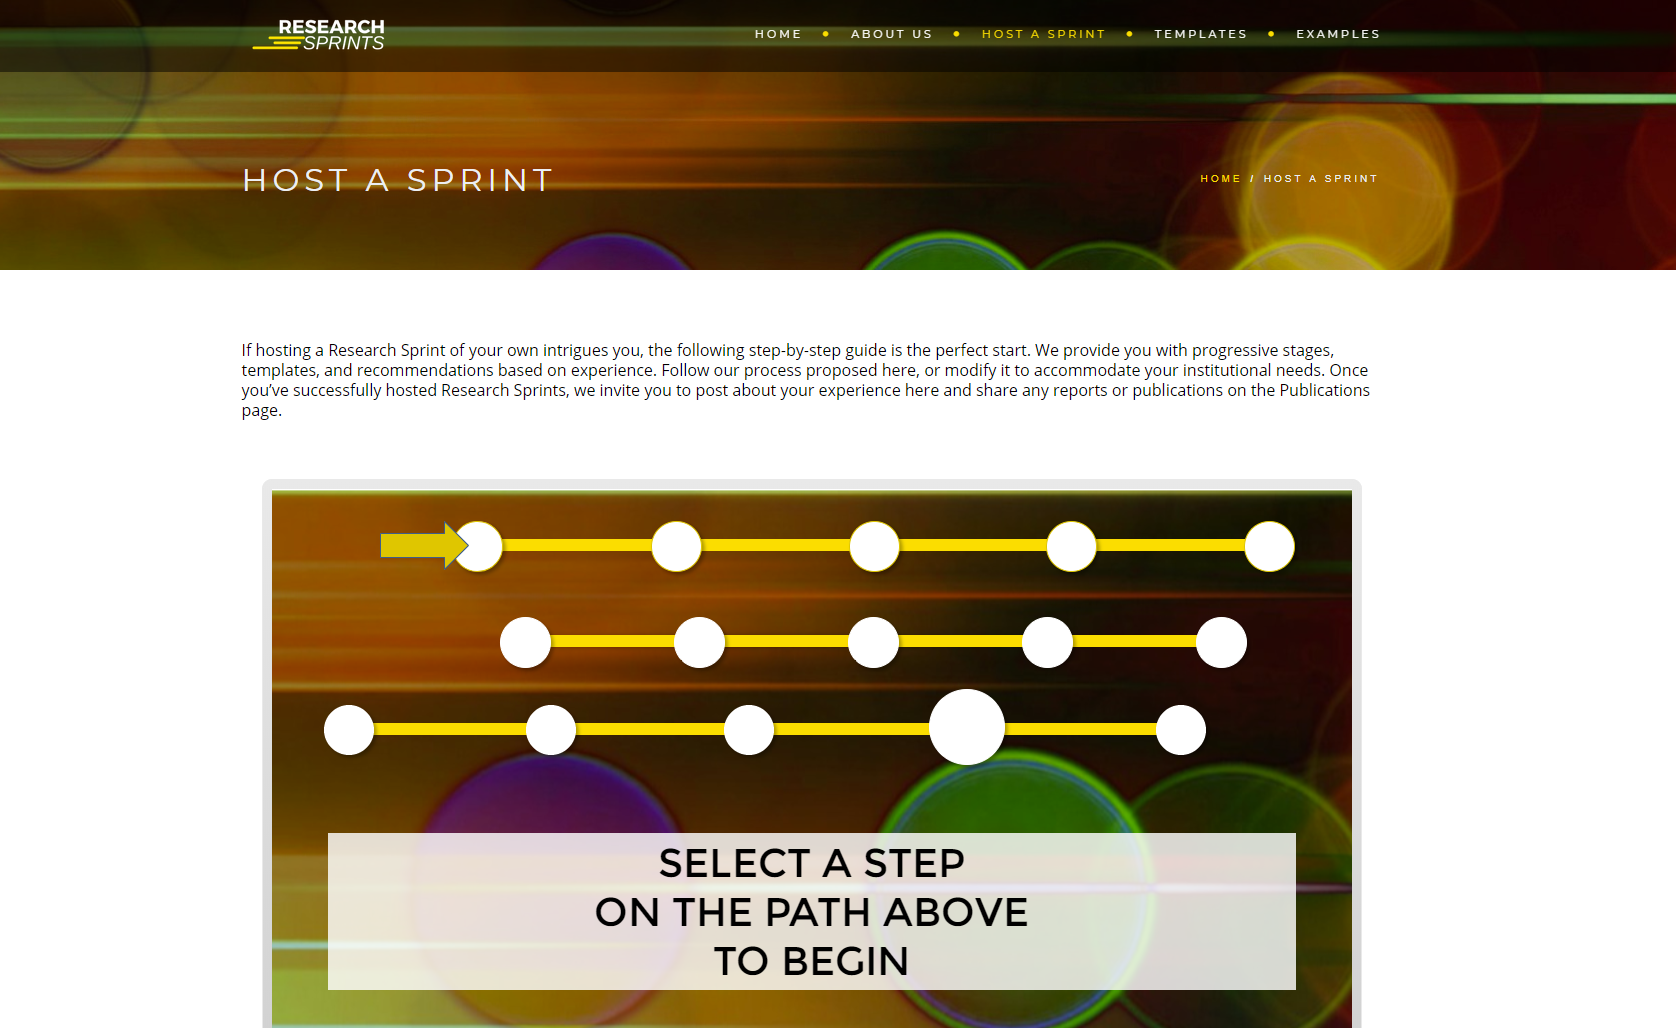 RESEARCH
SPRINTS
HOME • ABOUT US • HOST A SPRINT • TEMPLATES • EXAMPLES
HOST A SPRINT
HOME / HOST A SPRINT
If hosting a Research Sprint of your own intrigues you, the following step-by-step guide is the perfect start. We provide you with progressive stages,
templates, and recommendations based on experience. Follow our process proposed here, or modify it to accommodate your institutional needs. Once
you’ve successfully hosted Research Sprints, we invite you to post about your experience here and share any reports or publications on the Publications
page.
SELECT A STEP
ON THE PATH ABOVE
TO BEGIN